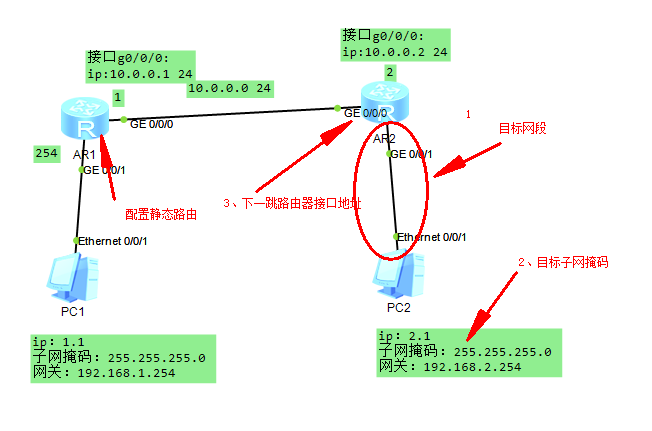 接口g0/0/0:
ip:10.0.0.1 24
接口g0/0/0:
ip:10.0.0.2 24
10.0.0.0 24
1
2
R
R
GE 0/0/0
GE 0/0/0
AR1
AR2
254
GE 0/0/1
GE 0/0/1
1
目标网段
配置静态路由
3、下一跳路由器接口地址
Ethernet 0/0/1
Ethernet 0/0/1
2、目标子网掩码
PC1
PC2
ip: 1.1
子网掩码: 255.255.255.0
网关: 192.168.1.254
ip: 2.1
子网掩码: 255.255.255.0
网关: 192.168.2.254